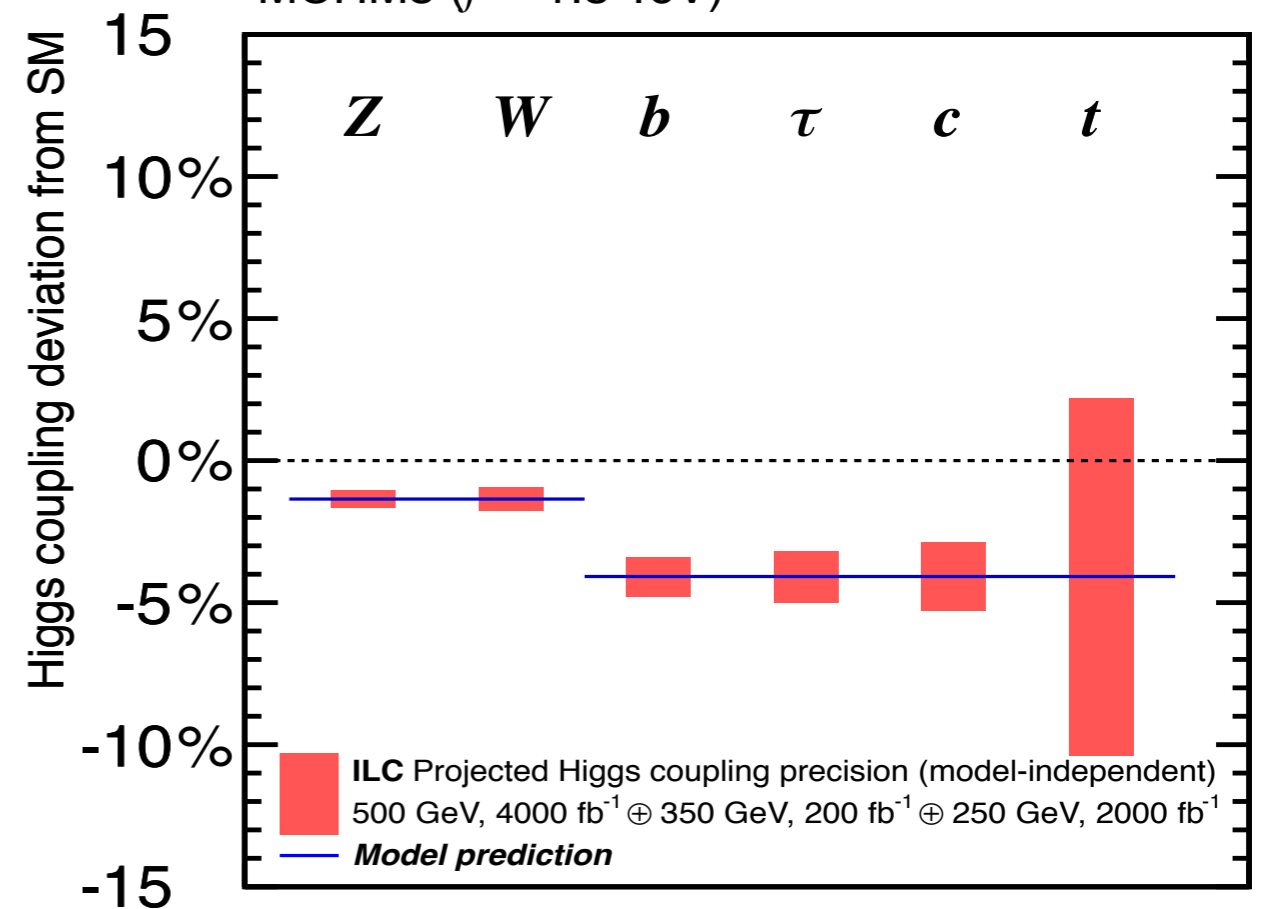 15
10%
5%
0%
-5%
-10%
-15
Higgs coupling deviation from SM
Z W b τ c t
ILC Projected Higgs coupling precision (model-independent)
500 GeV, 4000 fb⁻¹ ⊕ 350 GeV, 200 fb⁻¹ ⊕ 250 GeV, 2000 fb⁻¹
Model prediction